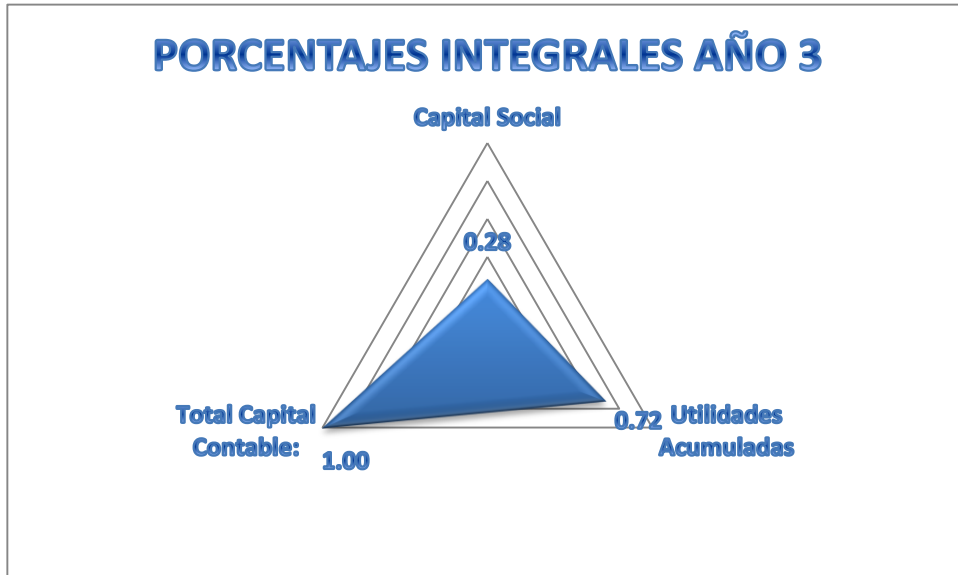 PORCENTAJES INTEGRALES AÑO 3
Capital Social
0.28
Total Capital
Contable:
1.00
0.72
Utilidades
Acumuladas